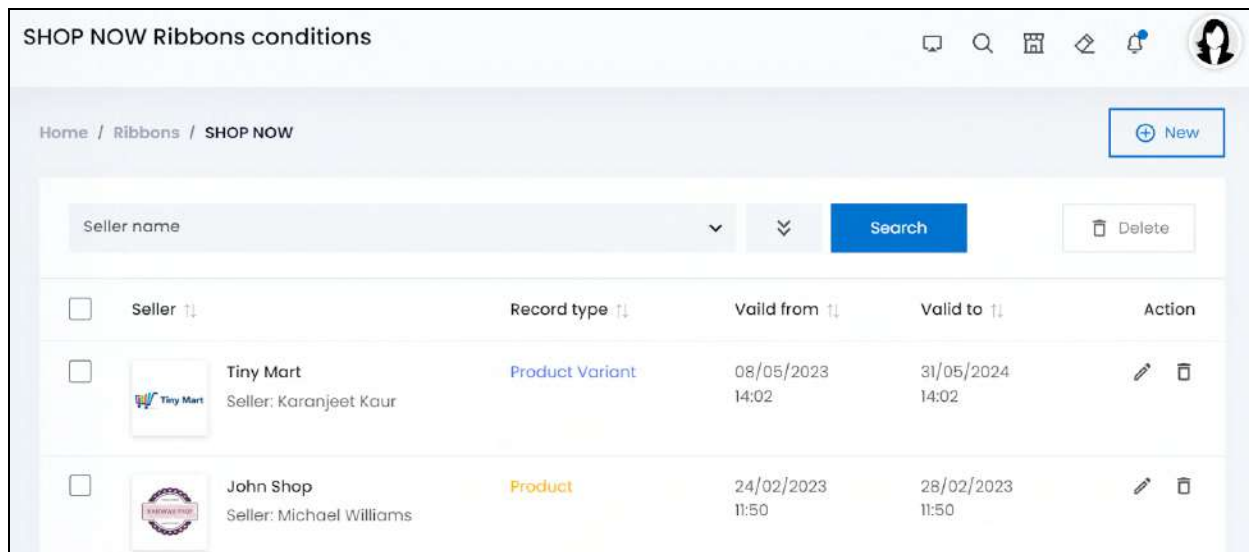 SHOP NOW Ribbons conditions
Home / Ribbons / SHOP NOW
New
Seller name
Search
Delete
Seller
Record type
Vaild from
Valid to
Action
Tiny Mart
Tiny Mart
Seller: Karanjeet Kaur
Product Variant
08/05/2023
14:02
31/05/2024
14:02
John Shop
Seller: Michael Williams
Product
24/02/2023
11:50
28/02/2023
11:50